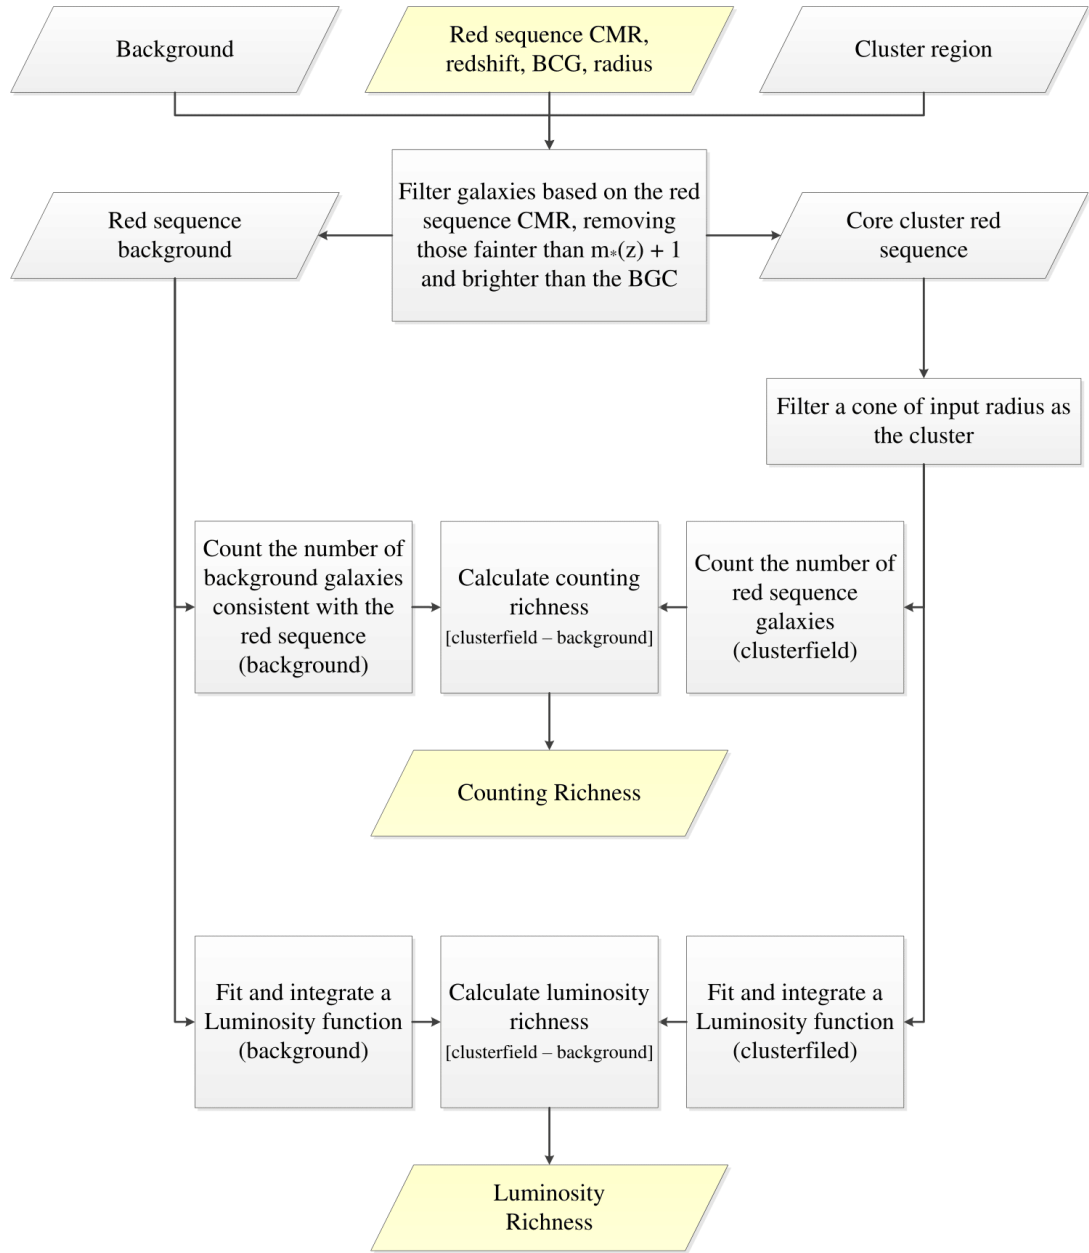 Background
Red sequence CMR,
redshift, BCG, radius
Cluster region
Filter galaxies based on the red
sequence CMR, removing
those fainter than m*(z) + 1
and brighter than the BGC
Red sequence
background
Core cluster red
sequence
Filter a cone of input radius as
the cluster
Count the number of
background galaxies
consistent with the
red sequence
(background)
Calculate counting
richness
[clusterfield – background]
Count the number of
red sequence
galaxies
(clusterfield)
Counting Richness
Fit and integrate a
Luminosity function
(background)
Calculate luminosity
richness
[clusterfield – background]
Fit and integrate a
Luminosity function
(clusterfiled)
Luminosity
Richness